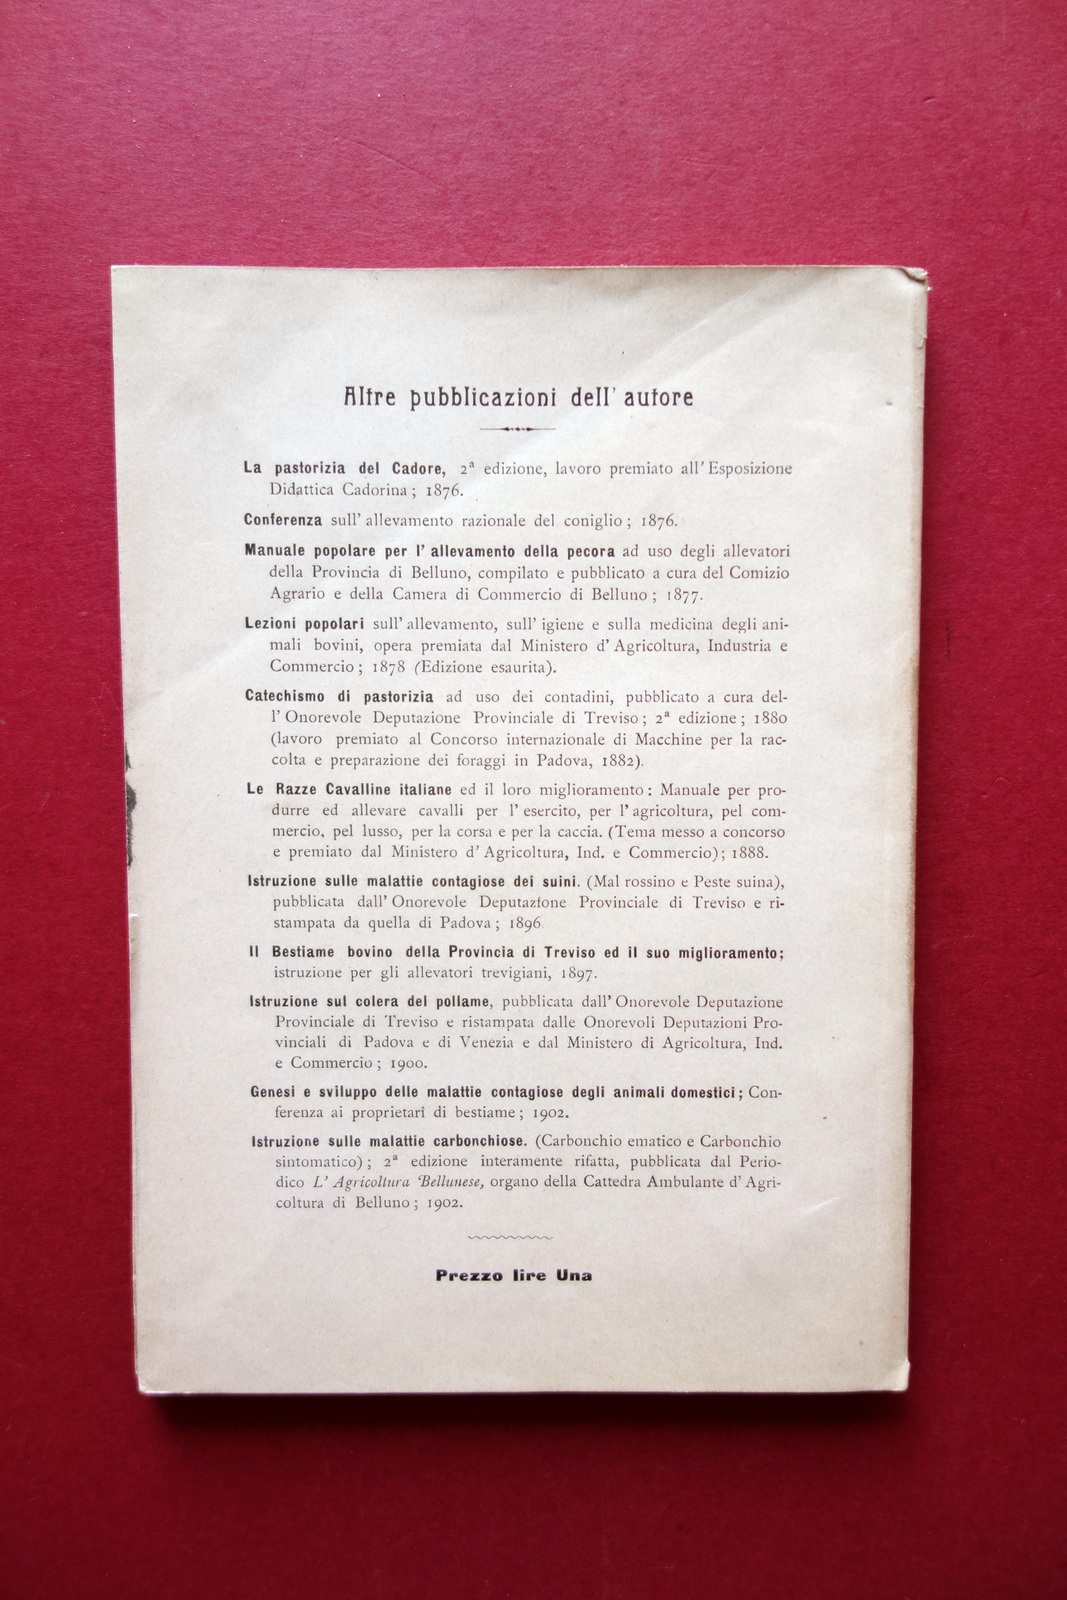 Altre pubblicazioni dell' autore
La pastorizia del Cadore, 2ª edizione, lavoro premiato all' Esposizione
Didattica Cadorina ; 1876.
Conferenza sull' allevamento razionale del coniglio ; 1876.
Manuale popolare per l' allevamento della pecora ad uso degli allevatori
della Provincia di Belluno, compilato e pubblicato a cura del Comizio
Agrario e della Camera di Commercio di Belluno ; 1877.
Lezioni popolari sull' allevamento, sull' igiene e sulla medicina degli ani-
mali bovini, opera premiata dal Ministero d' Agricoltura, Industria e
Commercio ; 1878 (Edizione esaurita).
Catechismo di pastorizia ad uso dei contadini, pubblicato a cura del-
l' Onorevole Deputazione Provinciale di Treviso ; 2ª edizione ; 1880
(lavoro premiato al Concorso internazionale di Macchine per la rac-
colta e preparazione dei foraggi in Padova, 1882).
Le Razze Cavalline italiane ed il loro miglioramento : Manuale per pro-
durre ed allevare cavalli per l' esercito, per l' agricoltura, pel com-
mercio, pel lusso, per la corsa e per la caccia. (Tema messo a concorso
e premiato dal Ministero d' Agricoltura, Ind. e Commercio) ; 1888.
Istruzione sulle malattie contagiose dei suini. (Mal rossino e Peste suina),
pubblicata dall' Onorevole Deputazione Provinciale di Treviso e ri-
stampata da quella di Padova ; 1896
Il Bestiame bovino della Provincia di Treviso ed il suo miglioramento ;
istruzione per gli allevatori trevigiani, 1897.
Istruzione sul colera del pollame, pubblicata dall' Onorevole Deputazione
Provinciale di Treviso e ristampata dalle Onorevoli Deputazioni Pro-
vinciali di Padova e di Venezia e dal Ministero di Agricoltura, Ind.
e Commercio ; 1900.
Genesi e sviluppo delle malattie contagiose degli animali domestici ; Con-
ferenza ai proprietarî di bestiame ; 1902.
Istruzione sulle malattie carbonchiose. (Carbonchio ematico e Carbonchio
sintomatico) ; 2ª edizione interamente rifatta, pubblicata dal Perio-
dico L' Agricoltura Bellunese, organo della Cattedra Ambulante d' Agri-
coltura di Belluno ; 1902.
Prezzo lire Una